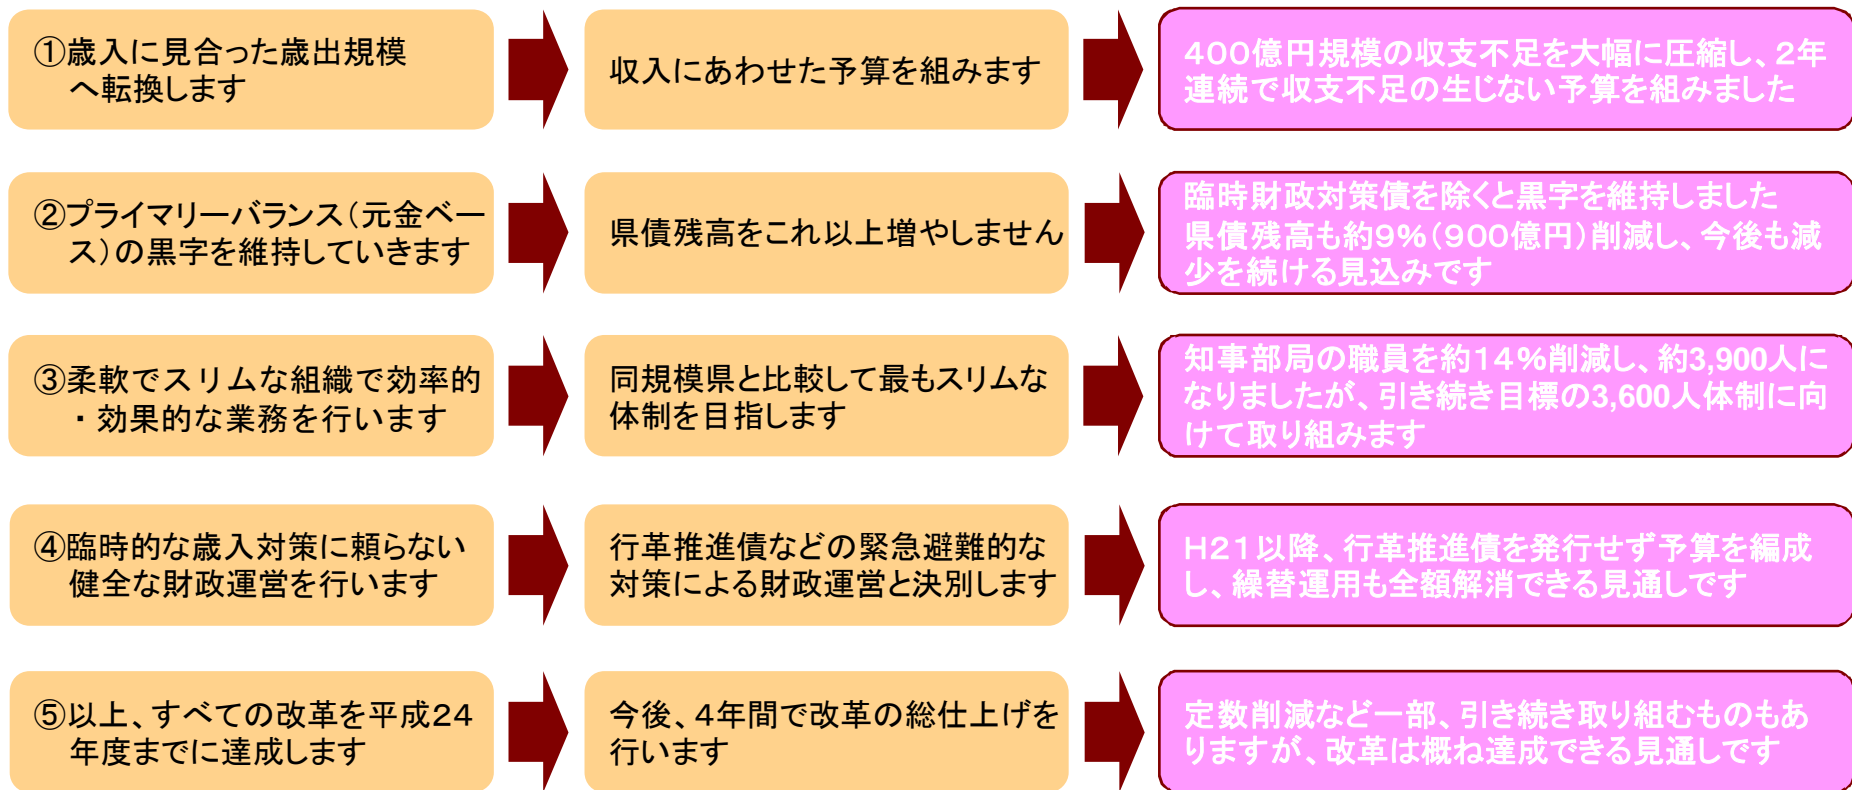 ①歳入に見合った歳出規模
へ転換します
収入にあわせた予算を組みます
４００億円規模の収支不足を大幅に圧縮し、２年
連続で収支不足の生じない予算を組みました
②プライマリーバランス（元金ベー
ス）の黒字を維持していきます
県債残高をこれ以上増やしません
臨時財政対策債を除くと黒字を維持しました
県債残高も約９％（９００億円）削減し、今後も減
少を続ける見込みです
③柔軟でスリムな組織で効率的
・効果的な業務を行います
同規模県と比較して最もスリムな
体制を目指します
知事部局の職員を約１４％削減し、約3,900人に
なりましたが、引き続き目標の3,600人体制に向
けて取り組みます
④臨時的な歳入対策に頼らない
健全な財政運営を行います
行革推進債などの緊急避難的な
対策による財政運営と決別します
Ｈ２１以降、行革推進債を発行せず予算を編成
し、繰替運用も全額解消できる見通しです
⑤以上、すべての改革を平成２４
年度までに達成します
今後、４年間で改革の総仕上げを
行います
定数削減など一部、引き続き取り組むものもあ
りますが、改革は概ね達成できる見通しです